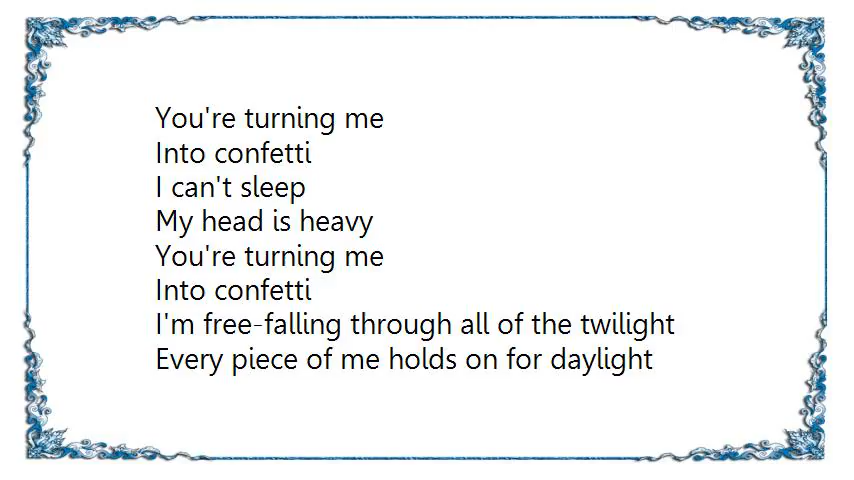 You're turning me
Into confetti
I can't sleep
My head is heavy
You're turning me
Into confetti
I'm free-falling through all of the twilight
Every piece of me holds on for daylight